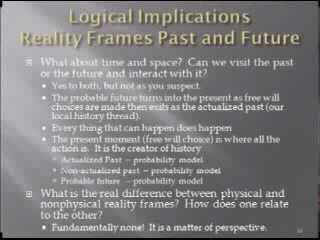 Logical Implications
Reality Frames Past and Future
What about time and space? Can we visit the past
or the future and interact with it?
Yes to both, but not as you suspect.
The probable future turns into the present as free will
choices are made then exits as the actualized past (our
local history thread).
Every thing that can happen does happen
The present moment (free will choice) is where all the
action is. It is the creator of history
Actualized Past – probability model
Non-actualized past – probability model
Probable future – probability model
What is the real difference between physical and
nonphysical reality frames? How does one relate
to the other?
Fundamentally none! It is a matter of perspective.